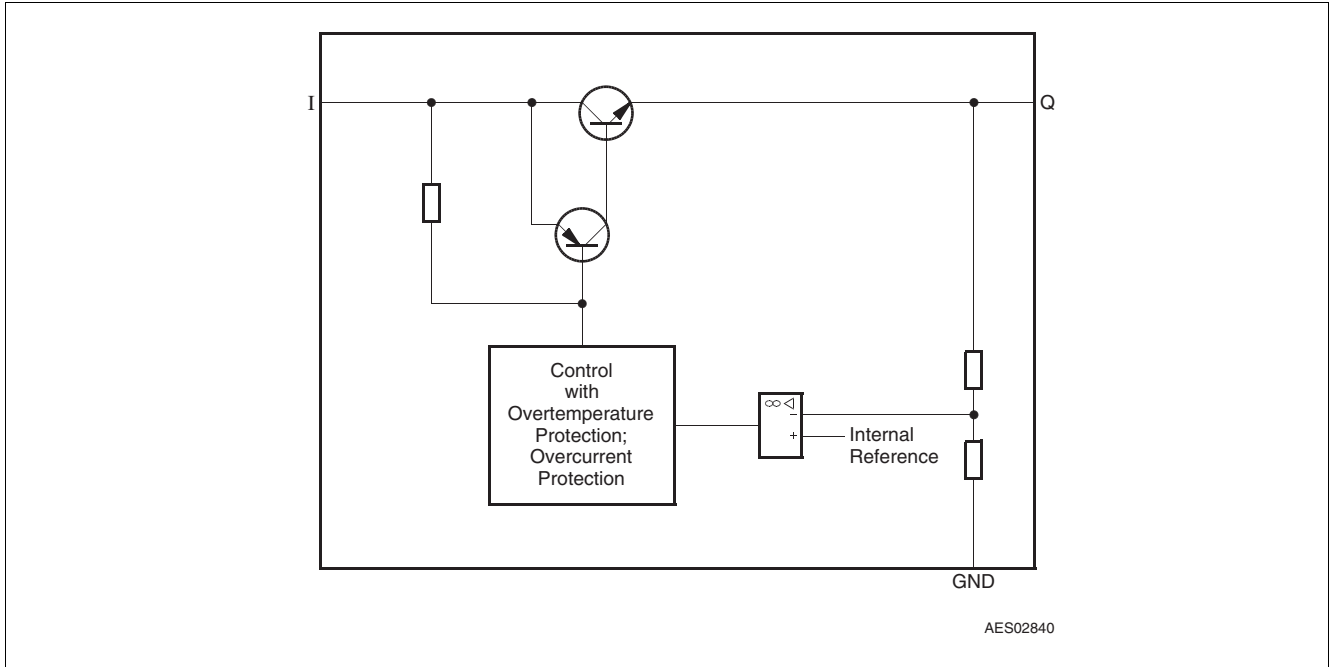 I
Q
Control
with
Overtemperature
Protection;
Overcurrent
Protection
∞ ◁
−
+
Internal
Reference
GND
AES02840